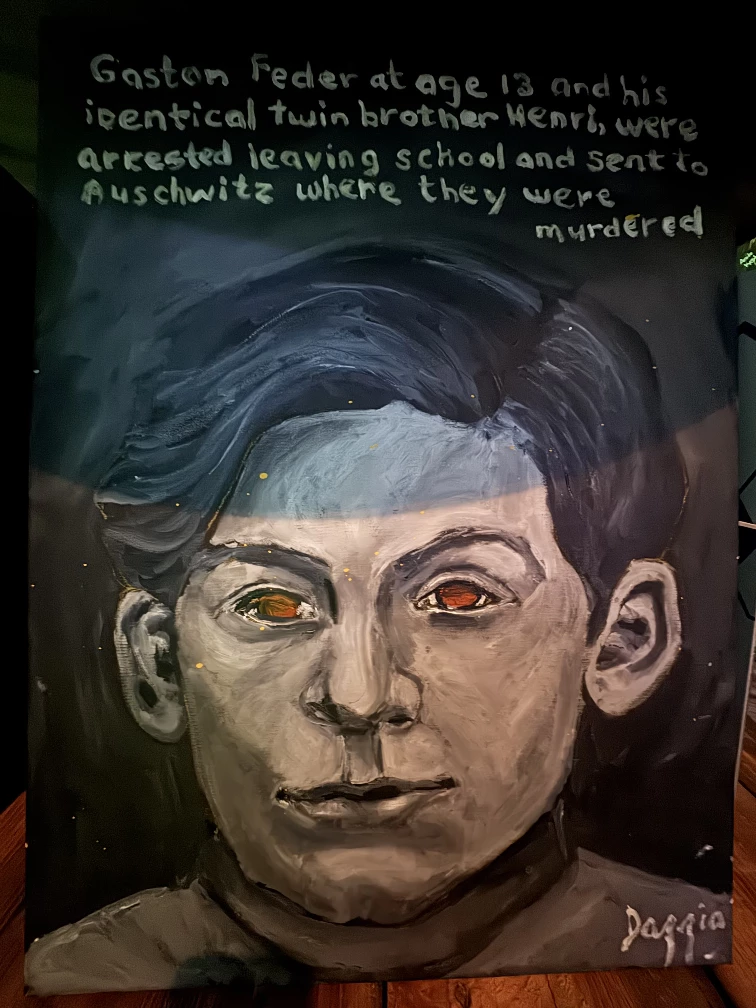 Gaston Feder at age 13 and his
identical twin brother Henri, were
arrested leaving school and sent to
Auschwitz where they were
murdered
Dazzia